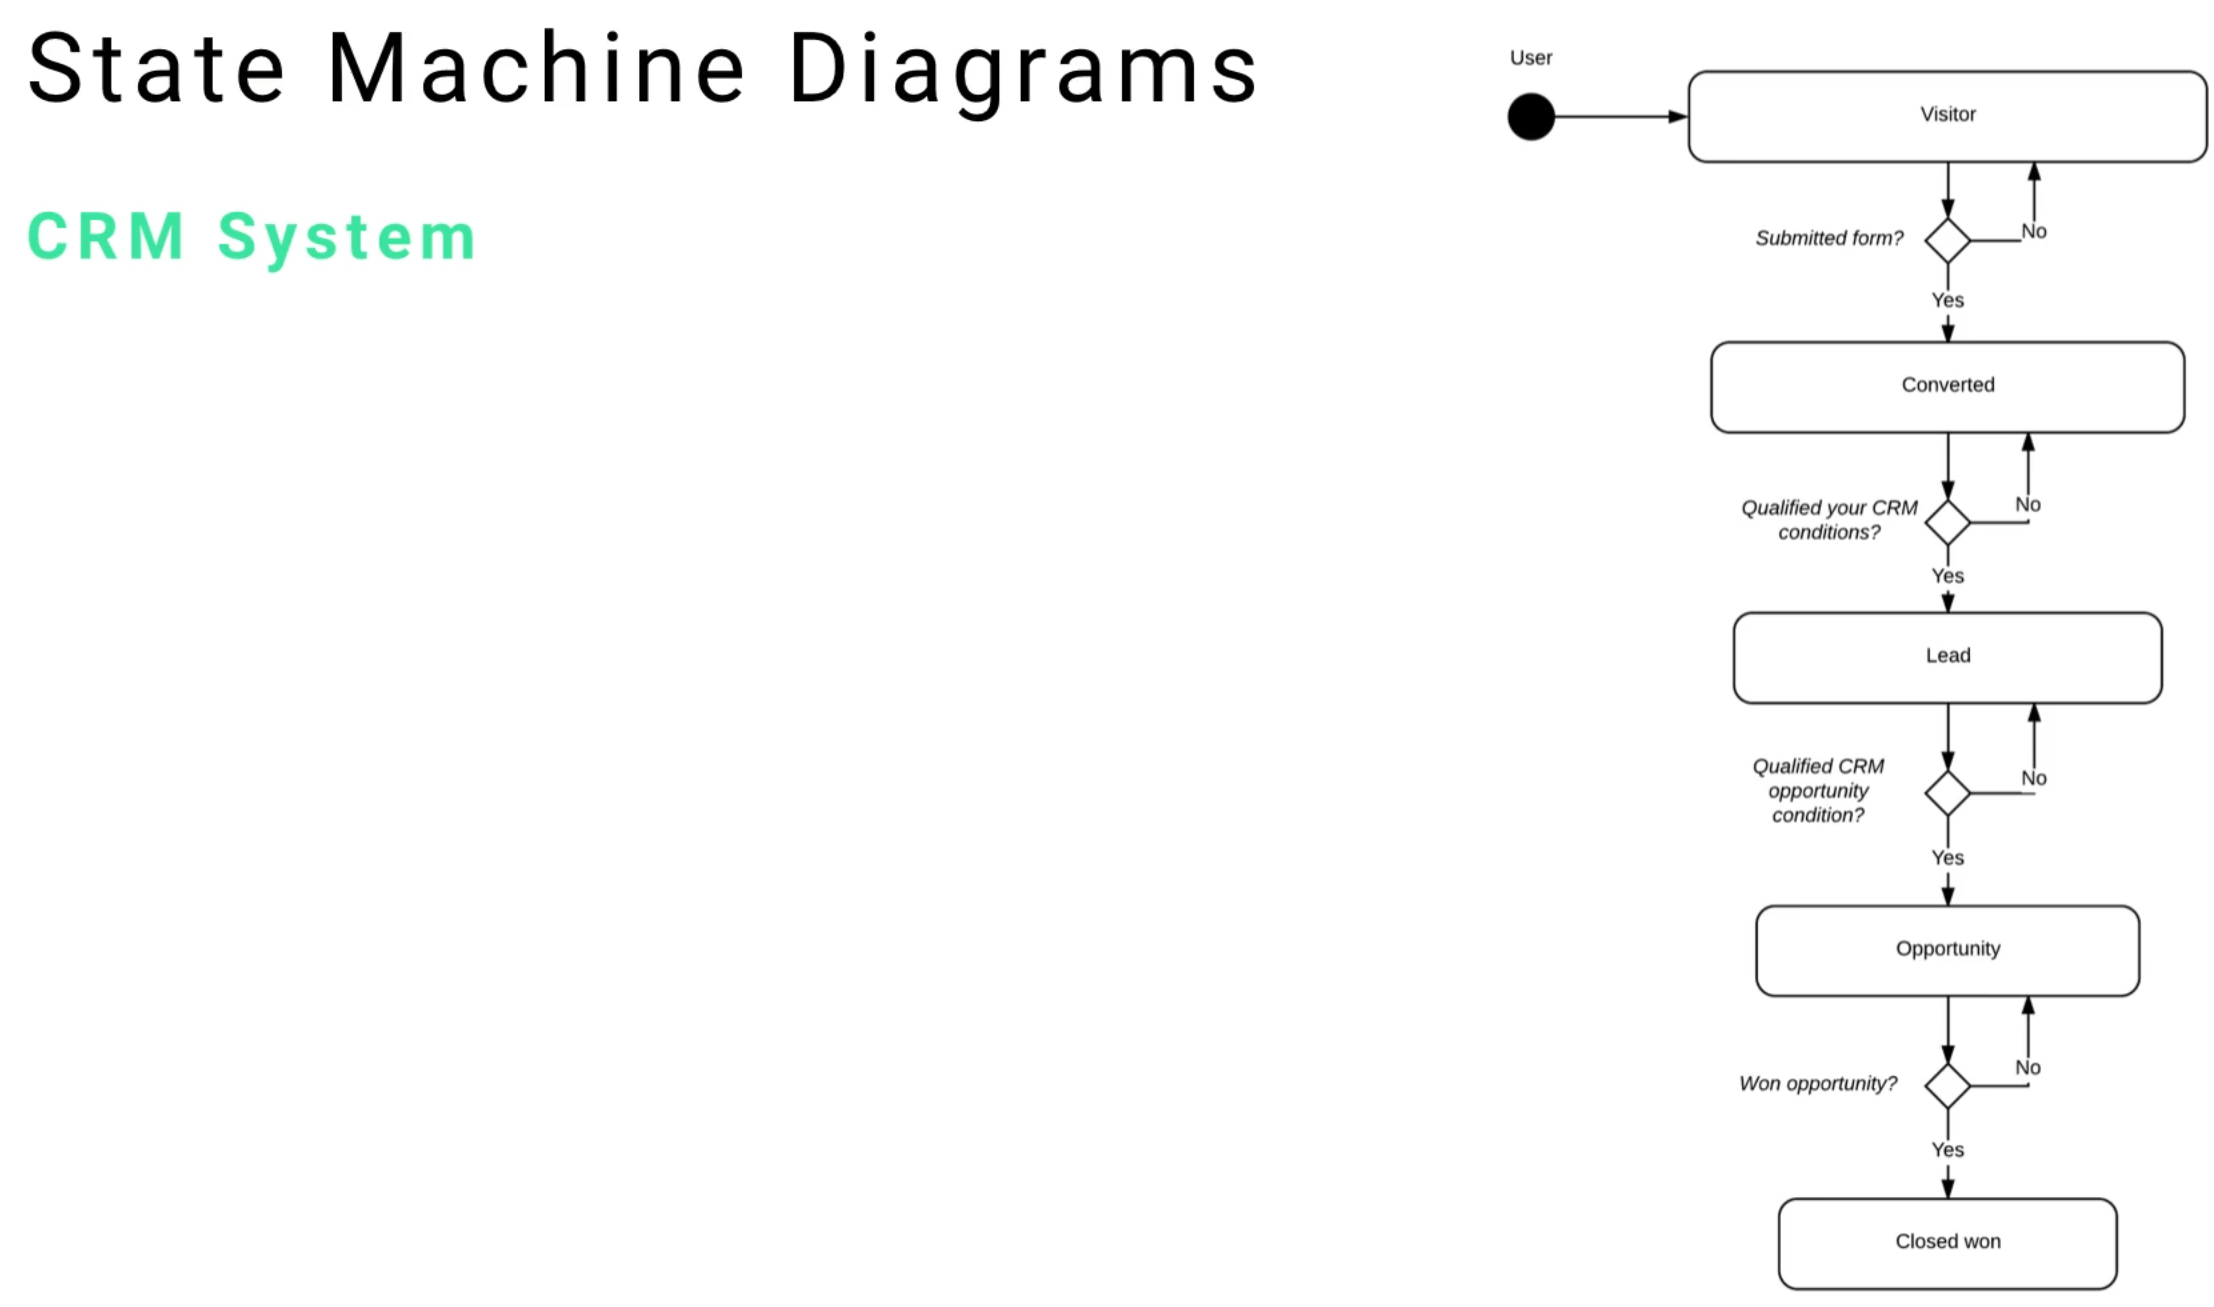 State Machine Diagrams
CRM System
User
Visitor
Submitted form?
No
Yes
Converted
Qualified your CRM
conditions?
No
Yes
Lead
Qualified CRM
opportunity
condition?
No
Yes
Opportunity
Won opportunity?
No
Yes
Closed won